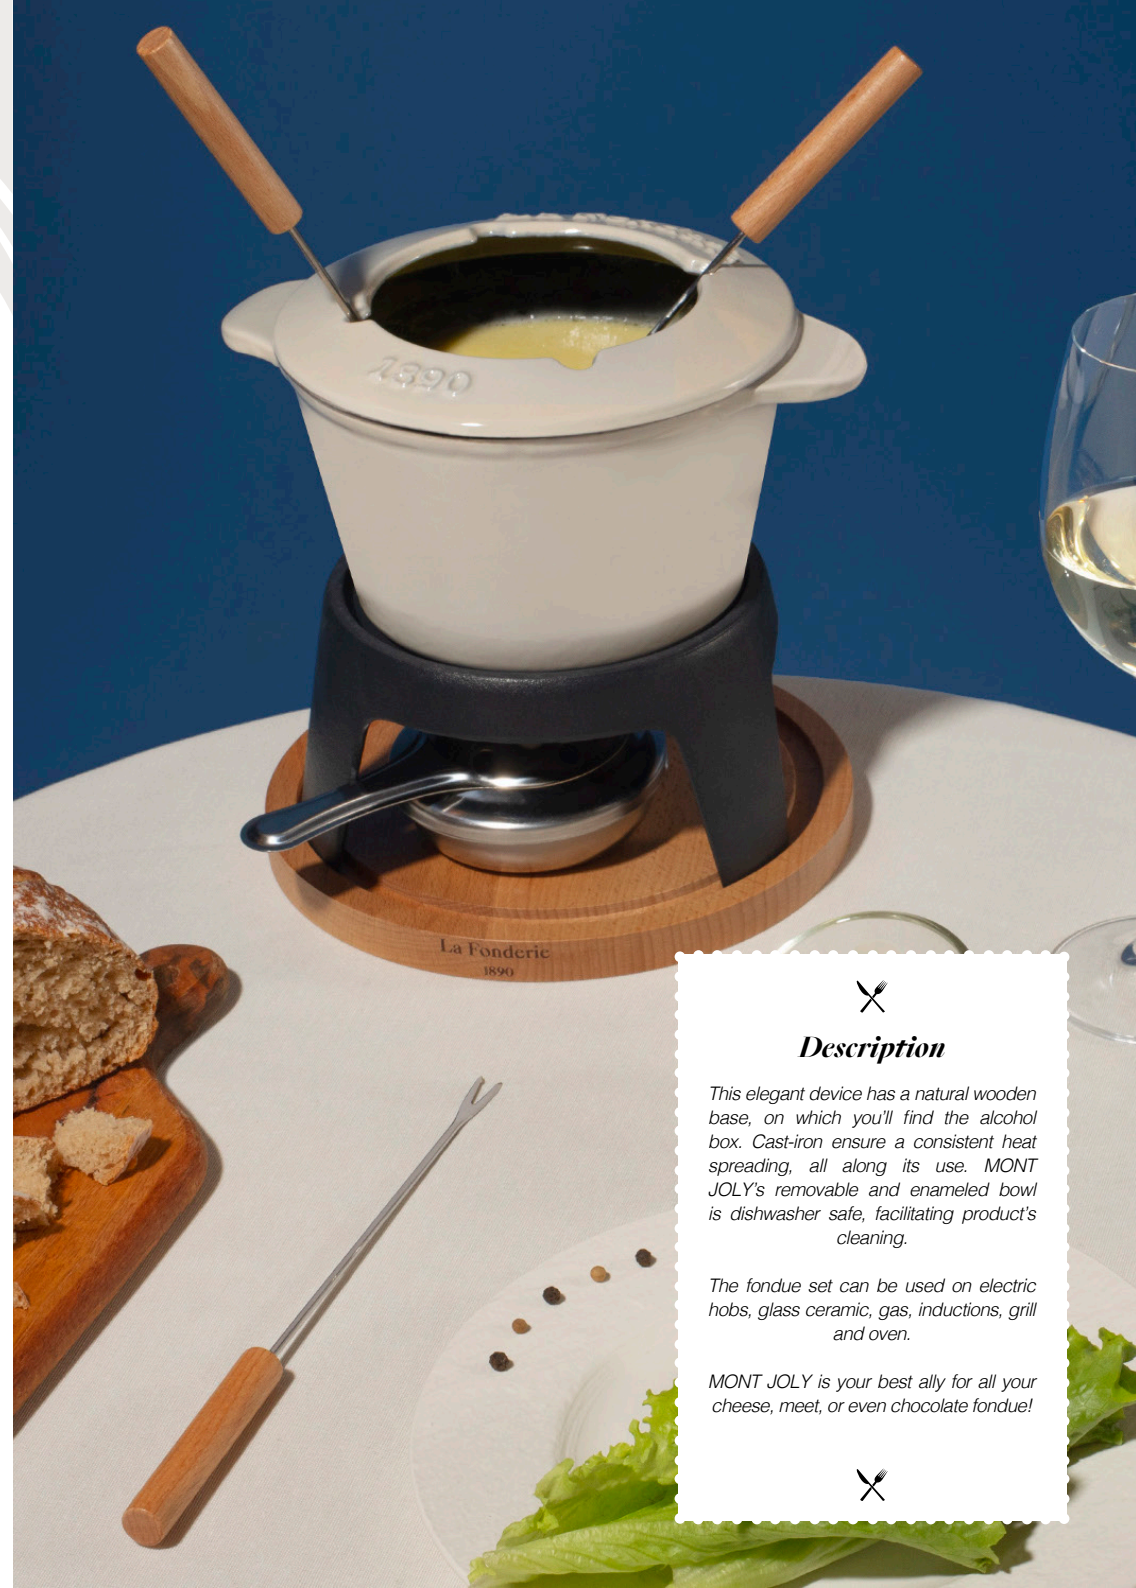 1890
La Fonderie
1890
Description
This elegant device has a natural wooden
base, on which you'll find the alcohol
box. Cast-iron ensure a consistent heat
spreading, all along its use. MONT
JOLY's removable and enameled bowl
is dishwasher safe, facilitating product's
cleaning.
The fondue set can be used on electric
hobs, glass ceramic, gas, inductions, grill
and oven.
MONT JOLY is your best ally for all your
cheese, meet, or even chocolate fondue!